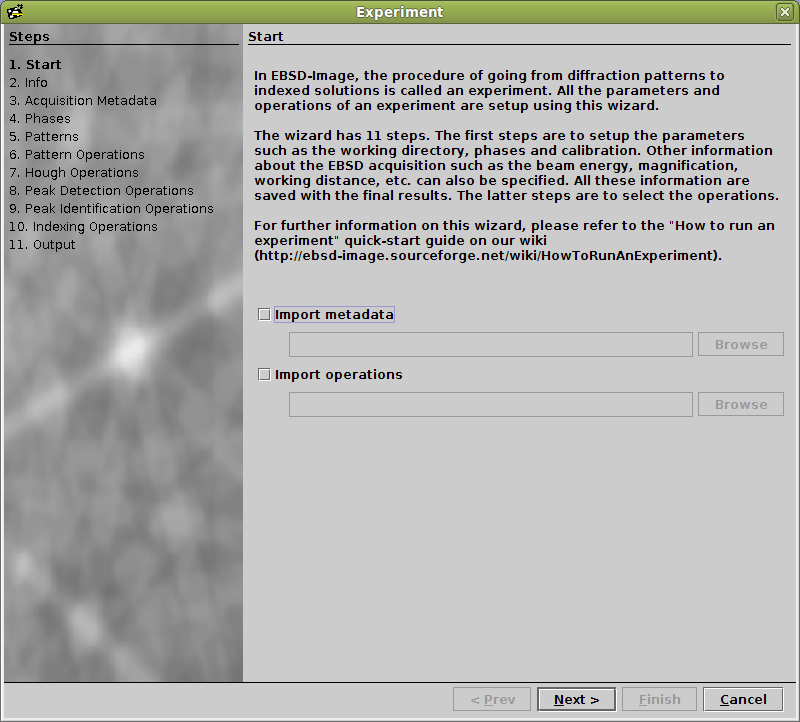 Experiment
Steps
1. Start
2. Info
3. Acquisition Metadata
4. Phases
5. Patterns
6. Pattern Operations
7. Hough Operations
8. Peak Detection Operations
9. Peak Identification Operations
10. Indexing Operations
11. Output
Start
In EBSD-Image, the procedure of going from diffraction patterns to
indexed solutions is called an experiment. All the parameters and
operations of an experiment are setup using this wizard.
The wizard has 11 steps. The first steps are to setup the parameters
such as the working directory, phases and calibration. Other information
about the EBSD acquisition such as the beam energy, magnification,
working distance, etc. can also be specified. All these information are
saved with the final results. The latter steps are to select the operations.
For further information on this wizard, please refer to the "How to run an
experiment" quick-start guide on our wiki
(http://ebsd-image.sourceforge.net/wiki/HowToRunAnExperiment).
Import metadata
Browse
Import operations
Browse
< Prev
Next >
Finish
Cancel